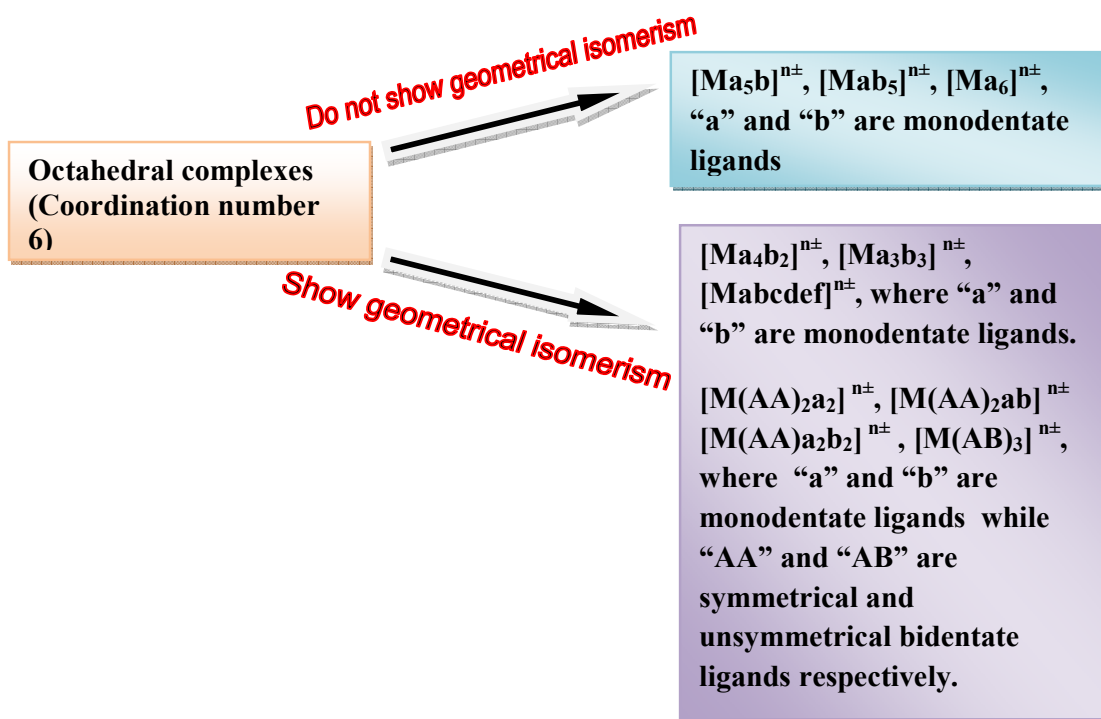 Do not show geometrical isomerism
[Ma₅b]ⁿ±, [Mab₅]ⁿ±, [Ma₆]ⁿ±,
“a” and “b” are monodentate
ligands
Octahedral complexes
(Coordination number
6)
Show geometrical isomerism
[Ma₄b₂]ⁿ±, [Ma₃b₃] ⁿ±,
[Mabcdef]ⁿ±, where “a” and
“b” are monodentate ligands.
[M(AA)₂a₂] ⁿ±, [M(AA)₂ab] ⁿ±
[M(AA)a₂b₂] ⁿ± , [M(AB)₃] ⁿ±,
where “a” and “b” are
monodentate ligands while
“AA” and “AB” are
symmetrical and
unsymmetrical bidentate
ligands respectively.